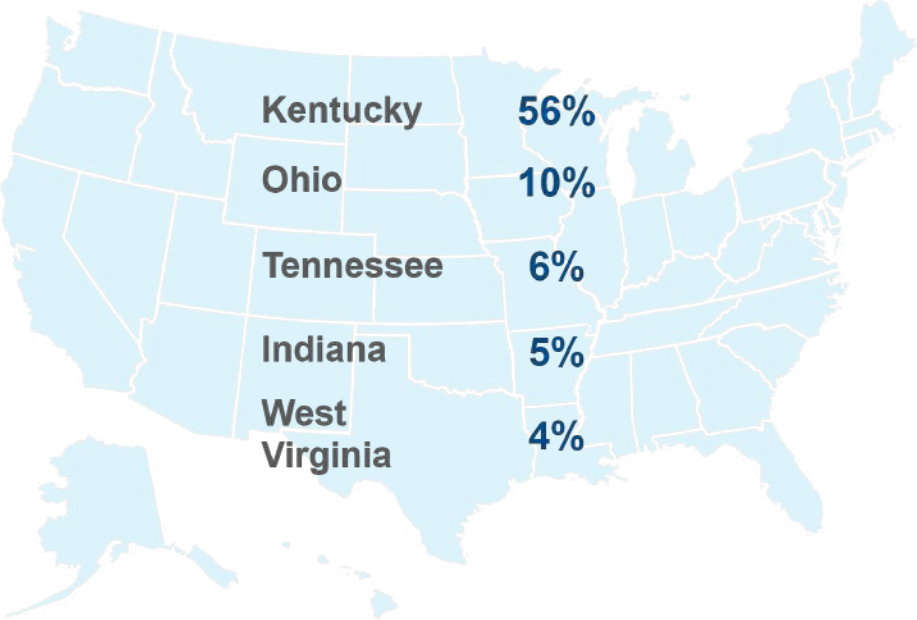 Kentucky 56%
Ohio 10%
Tennessee 6%
Indiana 5%
West
Virginia 4%